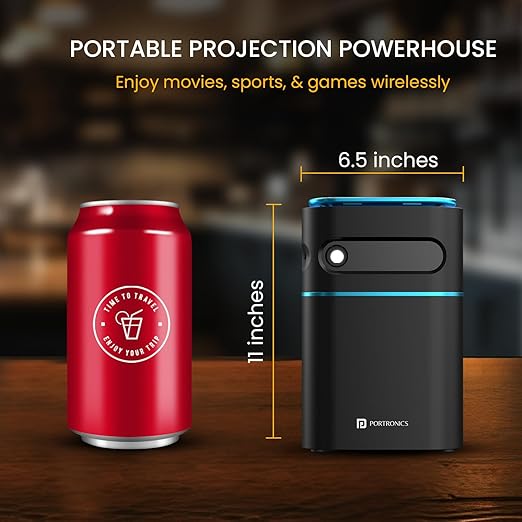 PORTABLE PROJECTION POWERHOUSE
Enjoy movies, sports, & games wirelessly
6.5 inches
11 inches
TIME TO TRAVEL
ENJOY YOUR TRIP
PORTRONICS